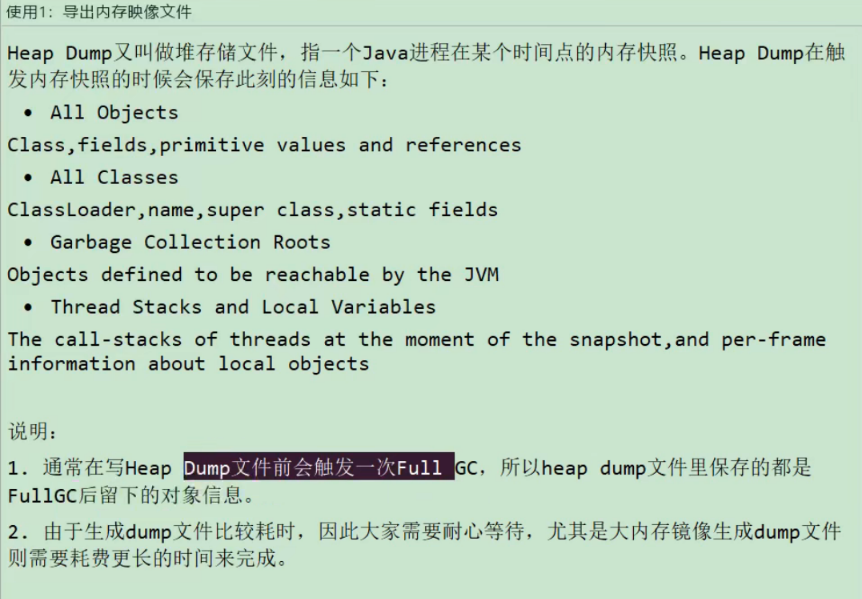 使用1：导出内存映像文件
Heap Dump又叫做堆存储文件，指一个Java进程在某个时间点的内存快照。Heap Dump在触
发内存快照的时候会保存此刻的信息如下：
• All Objects
Class,fields,primitive values and references
• All Classes
ClassLoader,name,super class,static fields
• Garbage Collection Roots
Objects defined to be reachable by the JVM
• Thread Stacks and Local Variables
The call-stacks of threads at the moment of the snapshot,and per-frame
information about local objects
说明：
1. 通常在写Heap Dump文件前会触发一次Full GC，所以heap dump文件里保存的都是
FullGC后留下的对象信息。
2. 由于生成dump文件比较耗时，因此大家需要耐心等待，尤其是大内存镜像生成dump文件
则需要耗费更长的时间来完成。